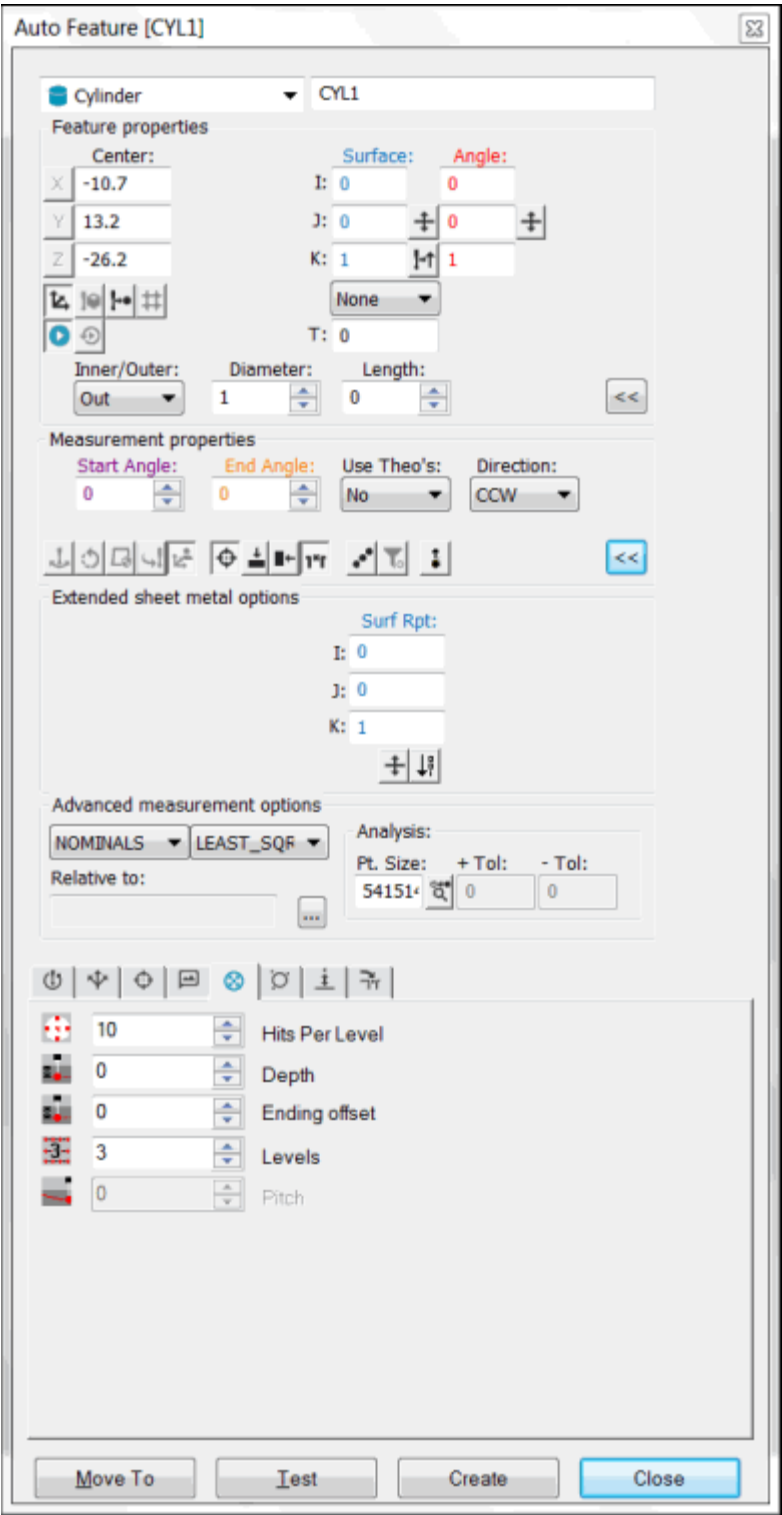 Auto Feature [CYL1]
Cylinder CYL1
Feature properties
Center: Surface: Angle:
X -10.7 I: 0 0
Y 13.2 J: 0 0
Z -26.2 K: 1 1
None
T: 0
Inner/Outer: Diameter: Length:
Out 1 0 <<
Measurement properties
Start Angle: End Angle: Use Theo's: Direction:
0 0 No CCW
<<
Extended sheet metal options
Surf Rpt:
I: 0
J: 0
K: 1
Advanced measurement options
NOMINALS LEAST_SQR
Analysis:
Pt. Size: + Tol: - Tol:
Relative to:
54151 0 0
...
10 Hits Per Level
0 Depth
0 Ending offset
-3- 3 Levels
0 Pitch
Move To Test Create Close